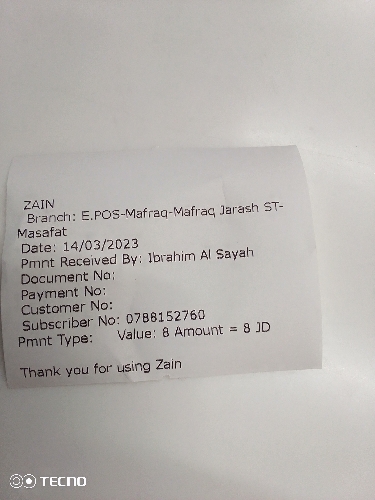 ZAIN
Branch: E.POS-Mafraq-Mafraq Jarash ST-
Masafat
Date: 14/03/2023
Pmnt Received By: Ibrahim Al Sayah
Document No:
Payment No:
Customer No:
Subscriber No: 0788152760
Pmnt Type: Value: 8 Amount = 8 JD
Thank you for using Zain
TECNO